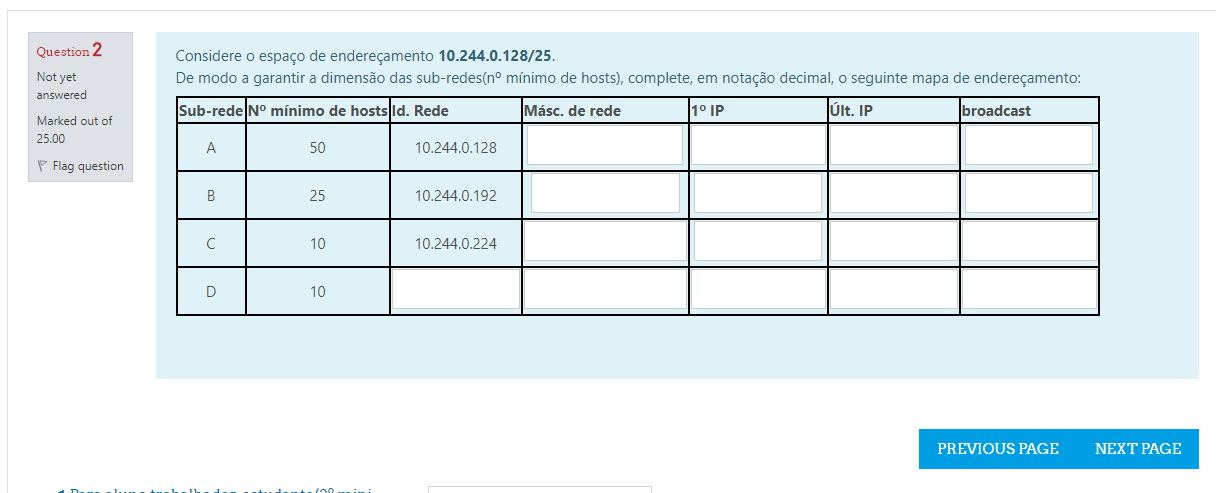 Question 2
Not yet
answered
Marked out of
25.00
Flag question
Considere o espaço de endereçamento 10.244.0.128/25.
De modo a garantir a dimensão das sub-redes(nº mínimo de hosts), complete, em notação decimal, o seguinte mapa de endereçamento:
Sub-rede Nº mínimo de hosts Id. Rede Másc. de rede 1º IP Últ. IP broadcast
A 50 10.244.0.128
B 25 10.244.0.192
C 10 10.244.0.224
D 10
PREVIOUS PAGE NEXT PAGE